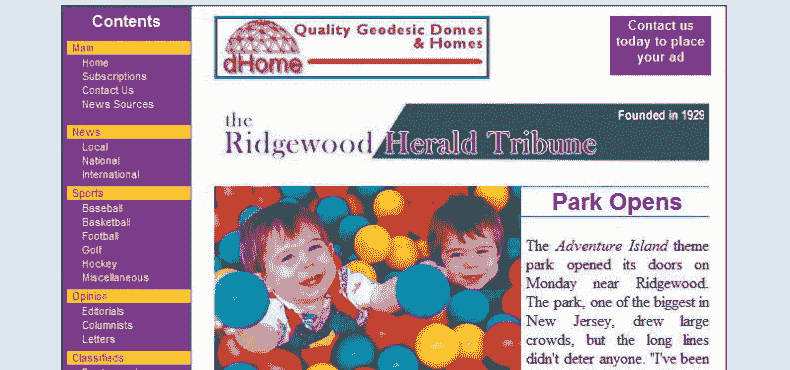 Contents
Main
Home
Subscriptions
Contact Us
News Sources
News
Local
National
International
Sports
Baseball
Basketball
Football
Golf
Hockey
Miscellaneous
Opinion
Editorials
Columnists
Letters
Classifieds
Quality Geodesic Domes
& Homes
dHome
Contact us
today to place
your ad
the
Ridgewood Herald Tribune
Founded in 1929
Park Opens
The Adventure Island theme
park opened its doors on
Monday near Ridgewood.
The park, one of the biggest in
New Jersey, drew large
crowds, but the long lines
didn't deter anyone. "I've been